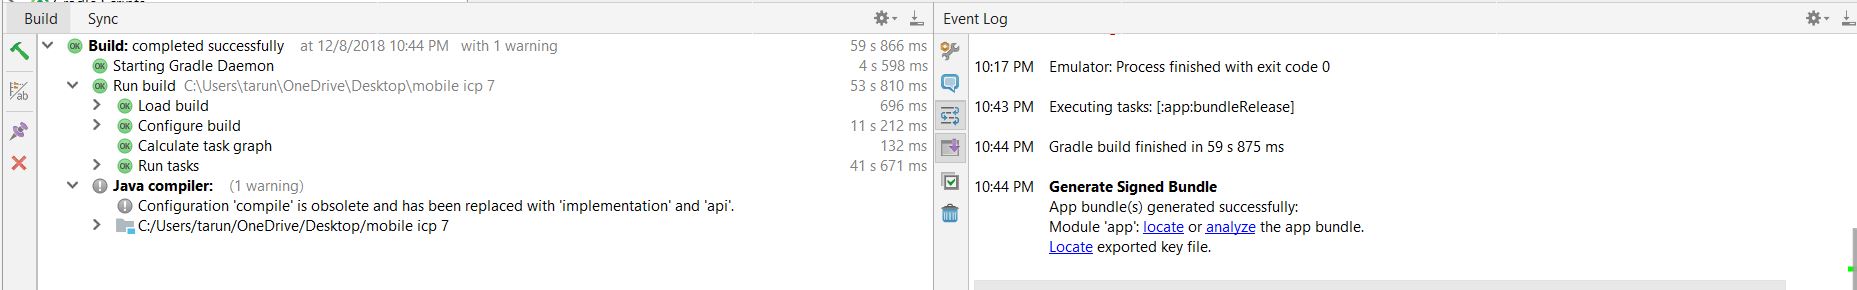 Build Sync
Build: completed successfully at 12/8/2018 10:44 PM with 1 warning 59 s 866 ms
OK Starting Gradle Daemon 4 s 598 ms
OK Run build C:\Users\tarun\OneDrive\Desktop\mobile icp 7 53 s 810 ms
OK Load build 696 ms
OK Configure build 11 s 212 ms
OK Calculate task graph 132 ms
OK Run tasks 41 s 671 ms
Java compiler: (1 warning)
Configuration 'compile' is obsolete and has been replaced with 'implementation' and 'api'.
C:/Users/tarun/OneDrive/Desktop/mobile icp 7
Event Log
10:17 PM Emulator: Process finished with exit code 0
10:43 PM Executing tasks: [:app:bundleRelease]
10:44 PM Gradle build finished in 59 s 875 ms
10:44 PM Generate Signed Bundle
App bundle(s) generated successfully:
Module 'app': locate or analyze the app bundle.
Locate exported key file.